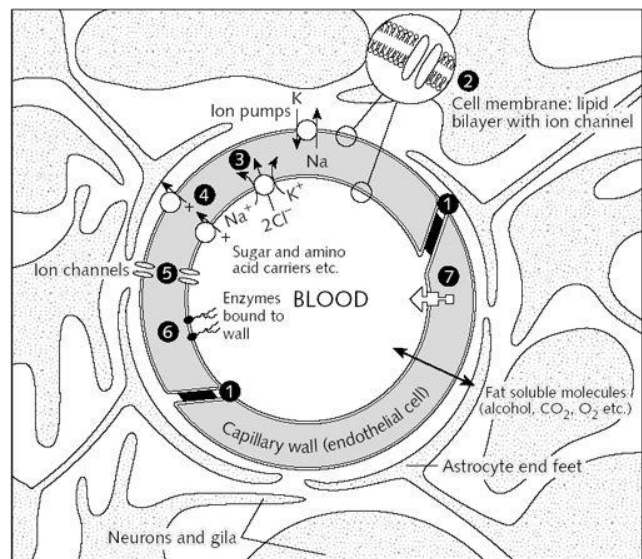 K
Ion pumps
2
Cell membrane: lipid
bilayer with ion channel
3
Na
4
Na+
K+
2Cl-
1
Sugar and amino
acid carriers etc.
Ion channels
5
7
Enzymes
bound to
wall
BLOOD
6
1
Fat soluble molecules
(alcohol, CO₂, O₂ etc.)
Capillary wall (endothelial cell)
Astrocyte end feet
Neurons and gila